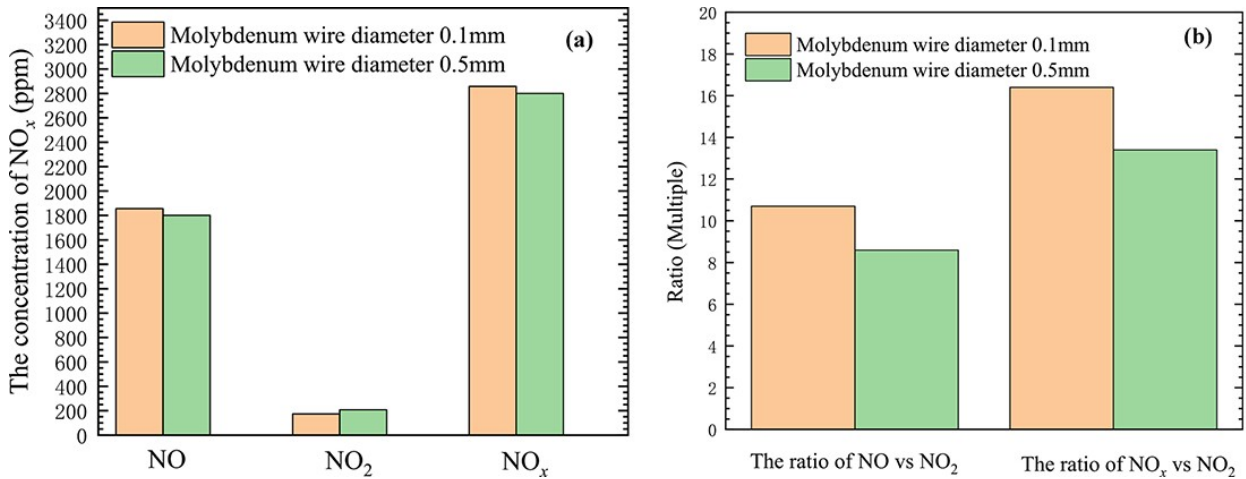 The concentration of NOx (ppm)
3400
3200
3000
2800
2600
2400
2200
2000
1800
1600
1400
1200
1000
800
600
400
200
0
Molybdenum wire diameter 0.1mm
Molybdenum wire diameter 0.5mm
(a)
NO
NO2
NOx
Ratio (Multiple)
20
18
16
14
12
10
8
6
4
2
0
Molybdenum wire diameter 0.1mm
Molybdenum wire diameter 0.5mm
(b)
The ratio of NO vs NO2
The ratio of NOx vs NO2